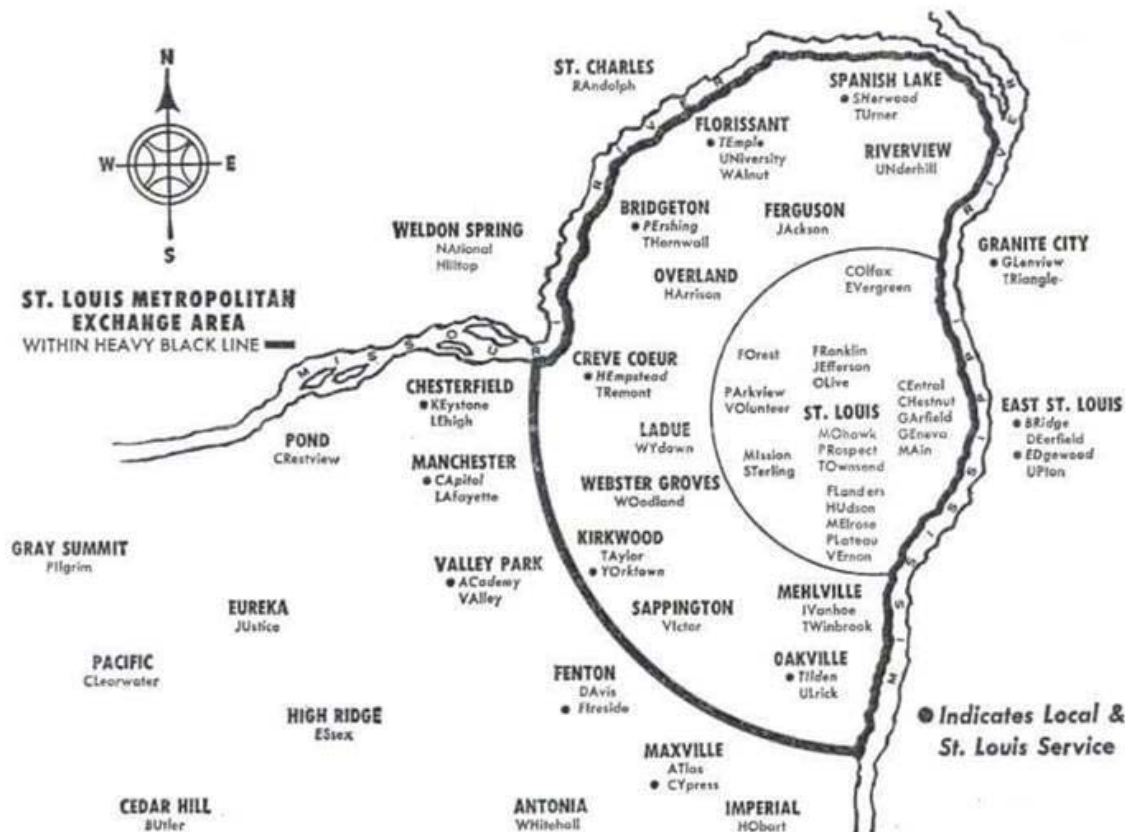 N
W E
S
ST. LOUIS METROPOLITAN
EXCHANGE AREA
WITHIN HEAVY BLACK LINE
ST. CHARLES
RAndolph
SPANISH LAKE
● SHerwood
TUrner
FLORISSANT
● TEmple
UNiversity
WAlnut
RIVERVIEW
UNderhill
BRIDGETON
● PErshing
THornwall
FERGUSON
JAckson
WELDON SPRING
NAtional
HIlltop
GRANITE CITY
● GLenview
TRiangle-
OVERLAND
HArrison
COlfax
EVergreen
MISSOURI RIVER
CREVE COEUR
● HEmpstead
TRemont
FOrest
FRanklin
JEfferson
OLive
CHESTERFIELD
● KEystone
LEhigh
PArkview
VOlunteer
CEntral
CHestnut
GArfield
GEneva
MAin
EAST ST. LOUIS
● BRidge
DEerfield
● EDgewood
UPton
ST. LOUIS
MOhawk
PRospect
TOwnsend
LADUE
WYdown
POND
CRestview
MANCHESTER
● CApitol
LAfayette
MIssion
STerling
WEBSTER GROVES
WOodland
FLanders
HUdson
MElrose
PLateau
VErnon
GRAY SUMMIT
PIlgrim
VALLEY PARK
● ACademy
VAlley
KIRKWOOD
TAylor
● YOrktown
EUREKA
JUstice
SAPPINGTON
VIctor
MEHLVILLE
IVanhoe
TWinbrook
PACIFIC
CLearwater
FENTON
DAvis
● FIreside
OAKVILLE
● TIlden
ULrick
MISSISSIPPI RIVER
HIGH RIDGE
ESsex
● Indicates Local &
St. Louis Service
MAXVILLE
ATlas
● CYpress
CEDAR HILL
BUtler
ANTONIA
WHitehall
IMPERIAL
HObart